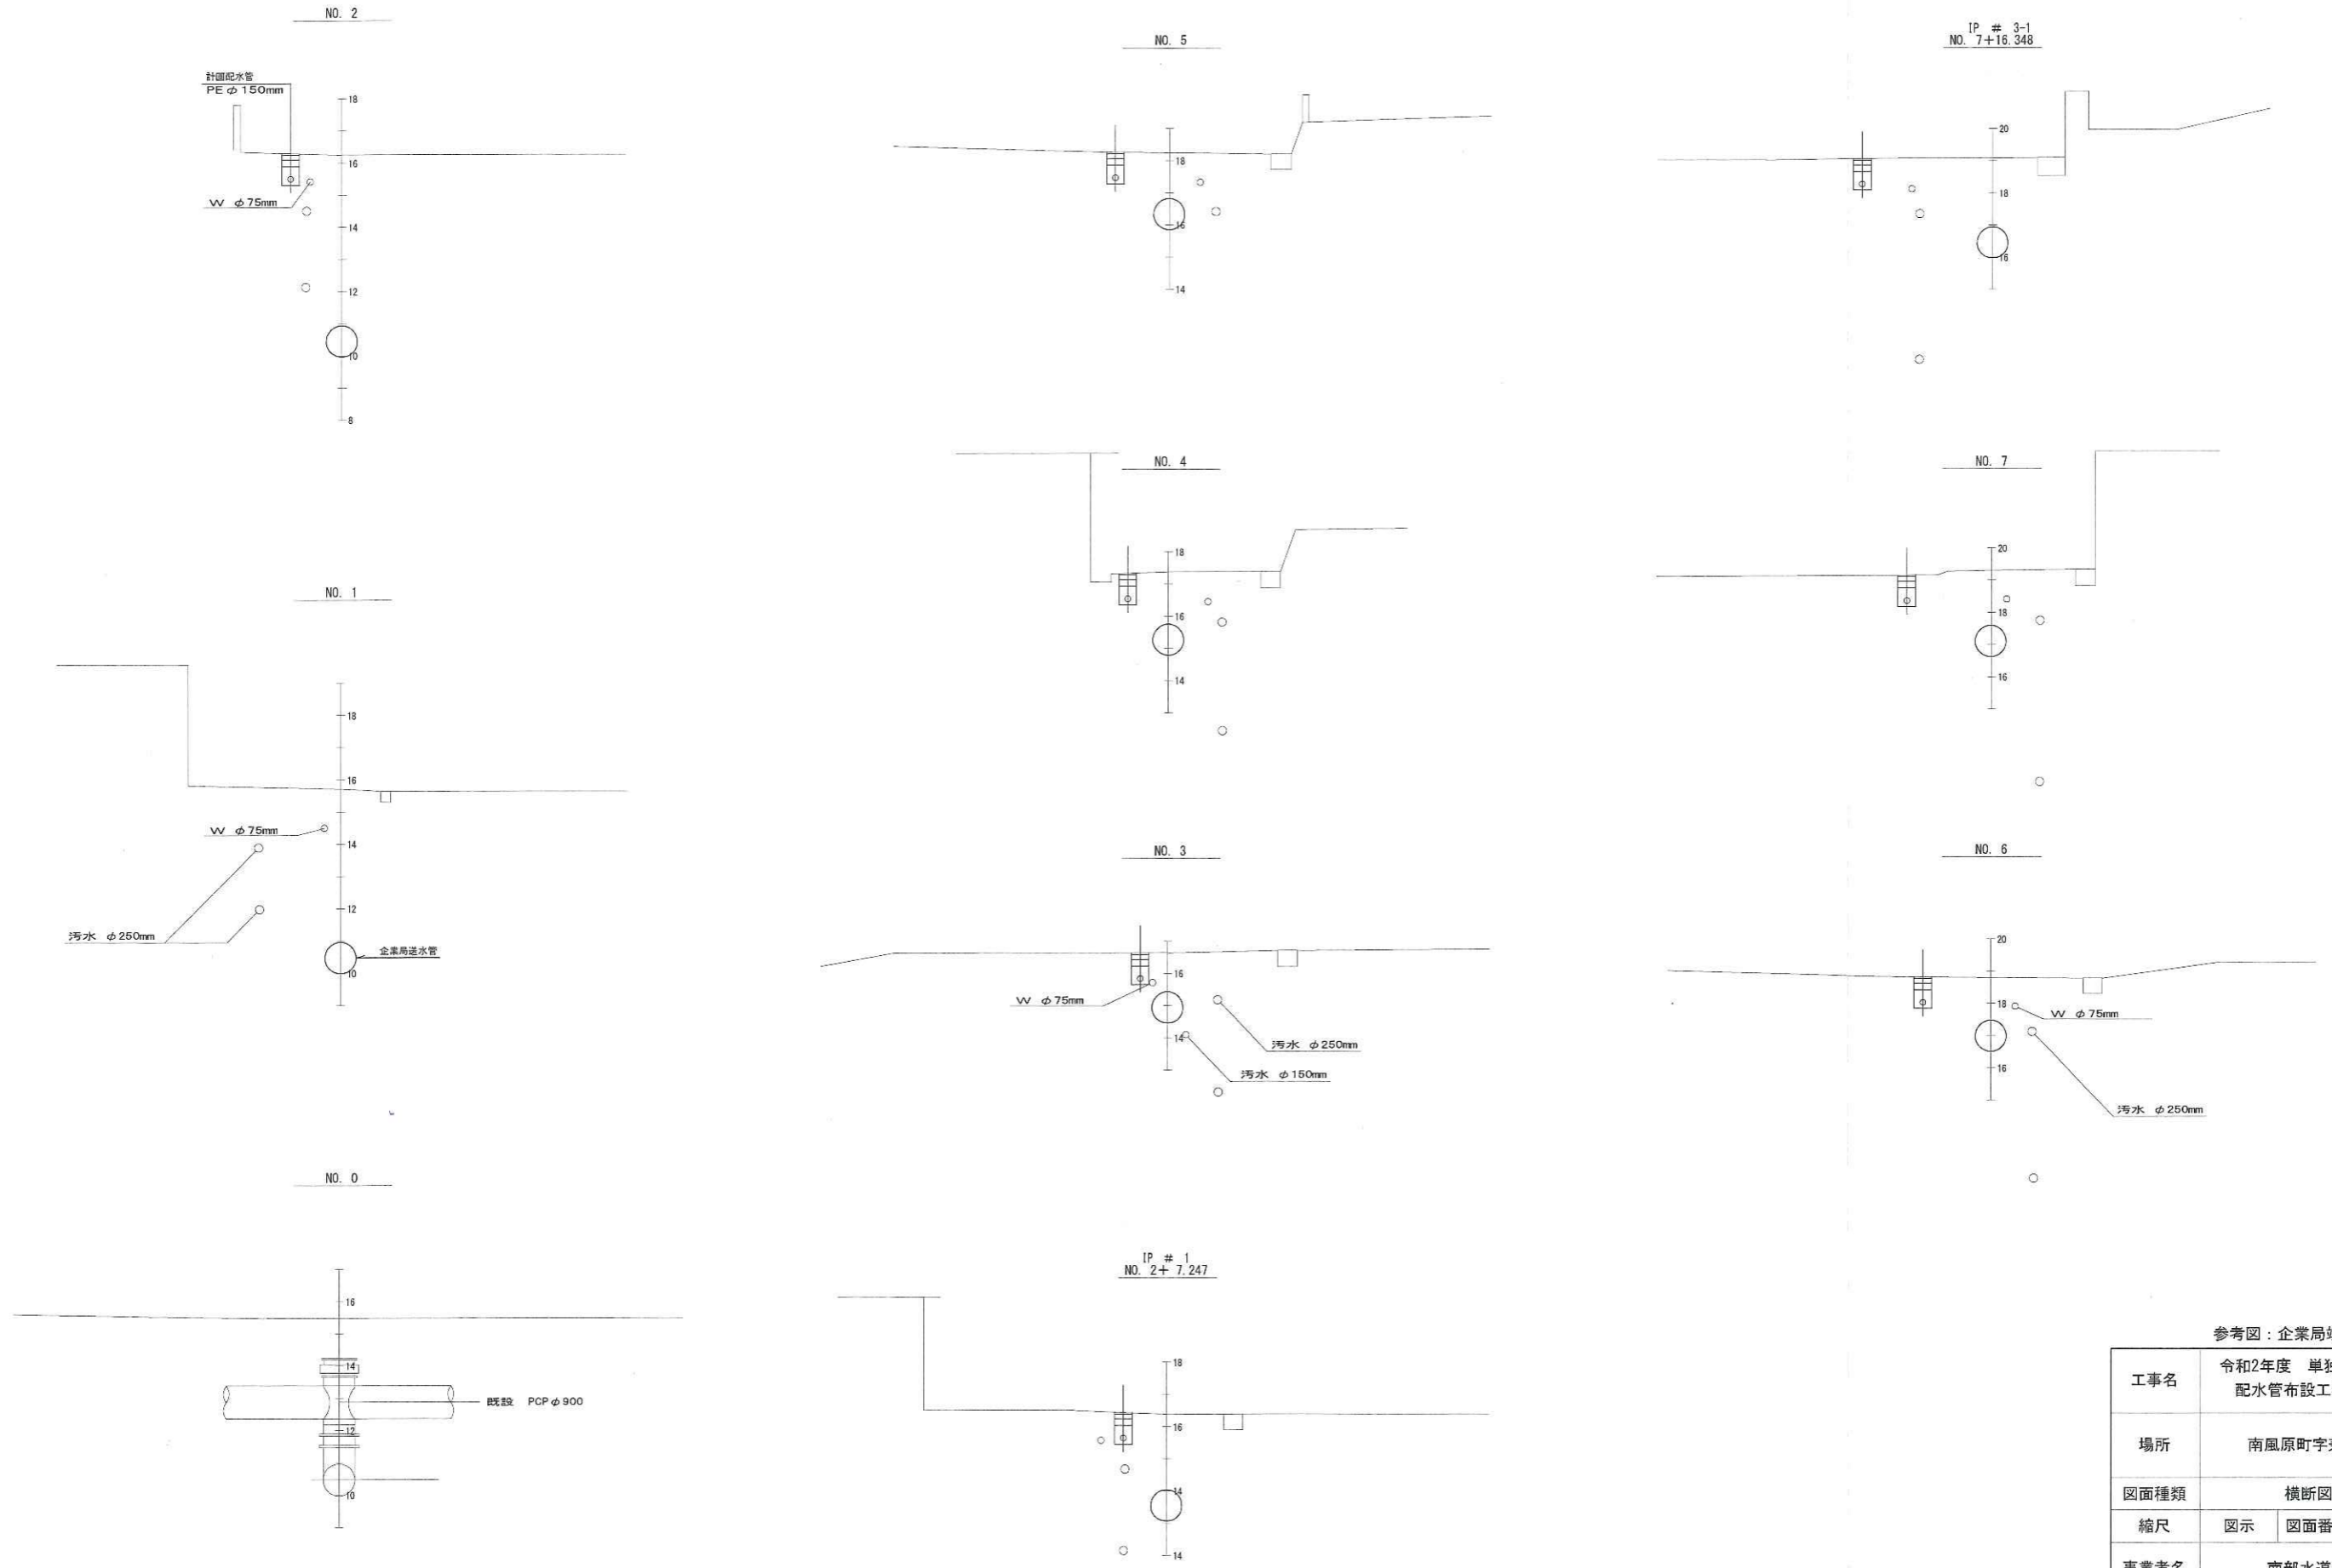 NO. 2
計画配水管
PE φ150mm
18
16
W φ75mm
14
12
10
8
NO. 1
18
16
W φ75mm
14
12
汚水 φ250mm
企業局送水管
10
NO. 0
16
14
既設 PCPφ900
12
10
NO. 5
18
16
14
NO. 4
18
16
14
NO. 3
16
W φ75mm
14
汚水 φ250mm
汚水 φ150mm
IP # 1
NO. 2+ 7.247
18
16
14
14
IP # 3-1
NO. 7+16.348
20
18
16
NO. 7
20
18
16
NO. 6
20
18
W φ75mm
16
汚水 φ250mm
参考図：企業局
工事名
令和2年度 単
配水管布設工
場所
南風原町字
図面種類
横断図
縮尺
図示
図面番
事業者名
南部水道